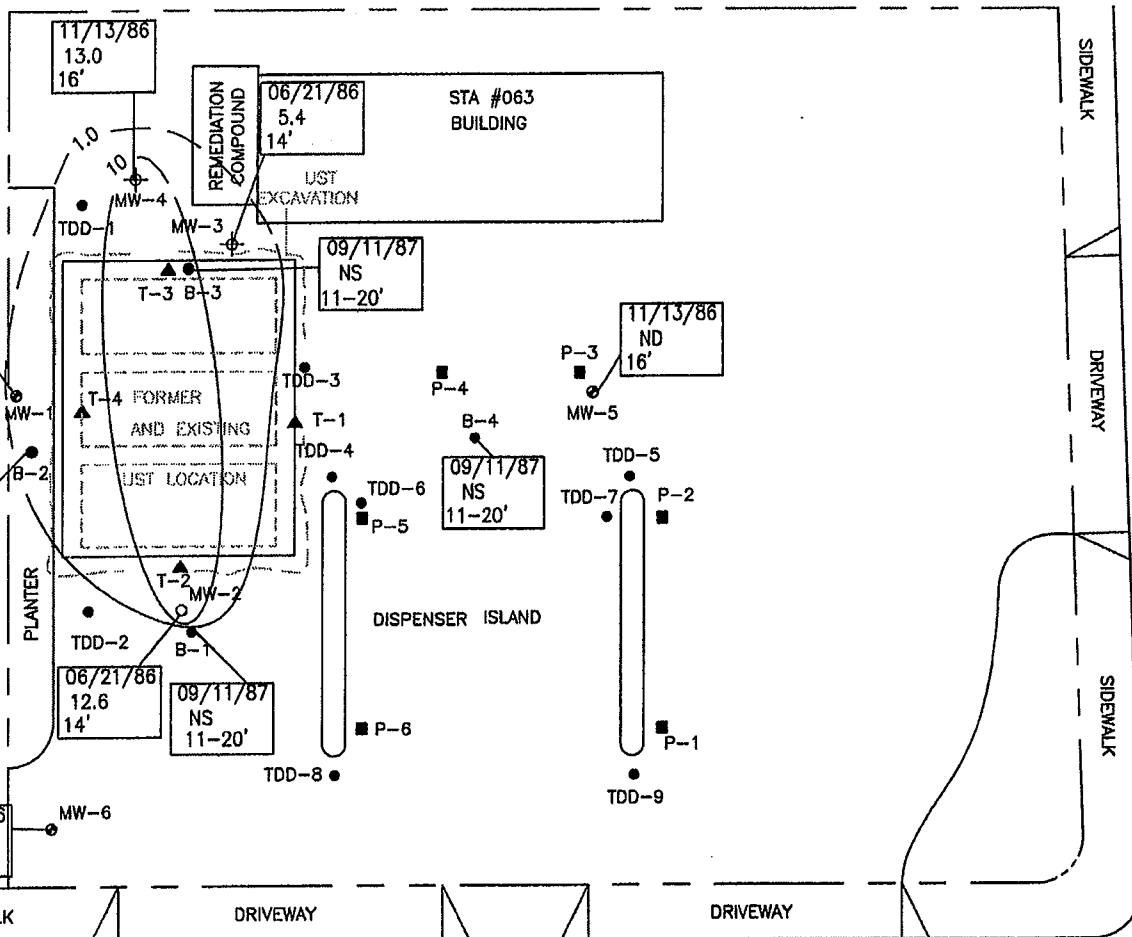 11/13/86
13.0
16'
REMEDIATION
COMPOUND
06/21/86
5.4
14'
STA #063
BUILDING
SIDEWALK
1.0
10
MW-4
TDD-1
MW-3
UST
EXCAVATION
09/11/87
NS
11-20'
T-3
B-3
11/13/86
ND
16'
TDD-3
P-4
P-3
MW-5
DRIVEWAY
MW-1
T-4
FORMER
AND EXISTING
UST LOCATION
T-1
B-4
B-2
TDD-4
TDD-6
P-5
09/11/87
NS
11-20'
TDD-5
TDD-7
P-2
PLANTER
T-2
MW-2
TDD-2
B-1
DISPENSER ISLAND
06/21/86
12.6
14'
09/11/87
NS
11-20'
P-6
P-1
SIDEWALK
TDD-8
TDD-9
6
MW-6
LK
DRIVEWAY
DRIVEWAY